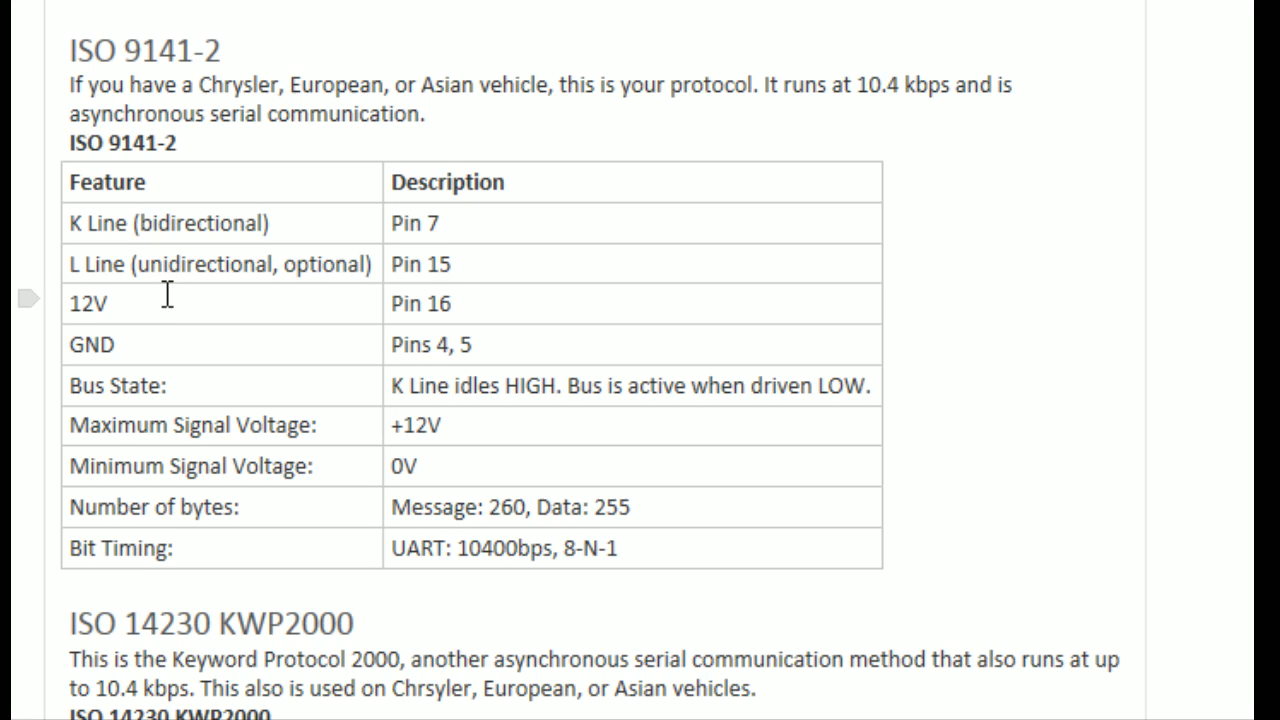 ISO 9141-2
If you have a Chrysler, European, or Asian vehicle, this is your protocol. It runs at 10.4 kbps and is
asynchronous serial communication.
ISO 9141-2
Feature Description
K Line (bidirectional) Pin 7
L Line (unidirectional, optional) Pin 15
12V Pin 16
GND Pins 4, 5
Bus State: K Line idles HIGH. Bus is active when driven LOW.
Maximum Signal Voltage: +12V
Minimum Signal Voltage: 0V
Number of bytes: Message: 260, Data: 255
Bit Timing: UART: 10400bps, 8-N-1
ISO 14230 KWP2000
This is the Keyword Protocol 2000, another asynchronous serial communication method that also runs at up
to 10.4 kbps. This also is used on Chrsyler, European, or Asian vehicles.
ISO 14230 KWP2000